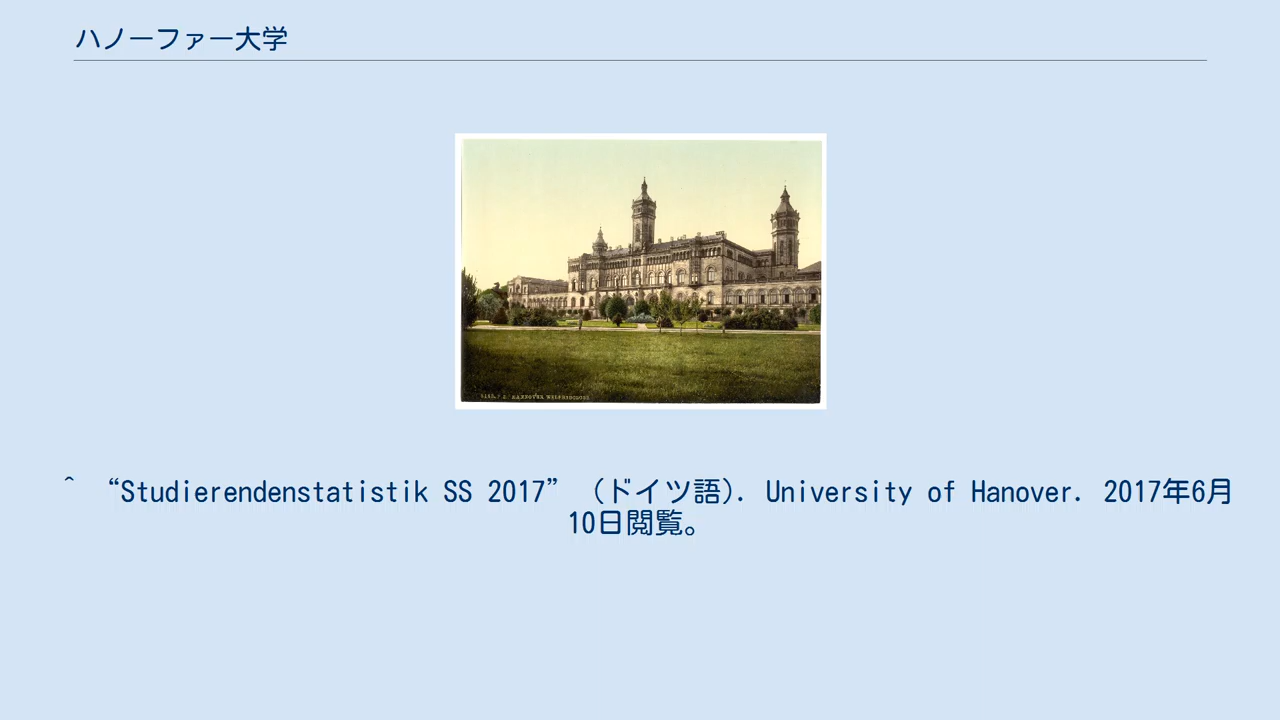 ハノーファー大学
^ “Studierendenstatistik SS 2017” (ドイツ語). University of Hanover. 2017年6月
10日閲覧。